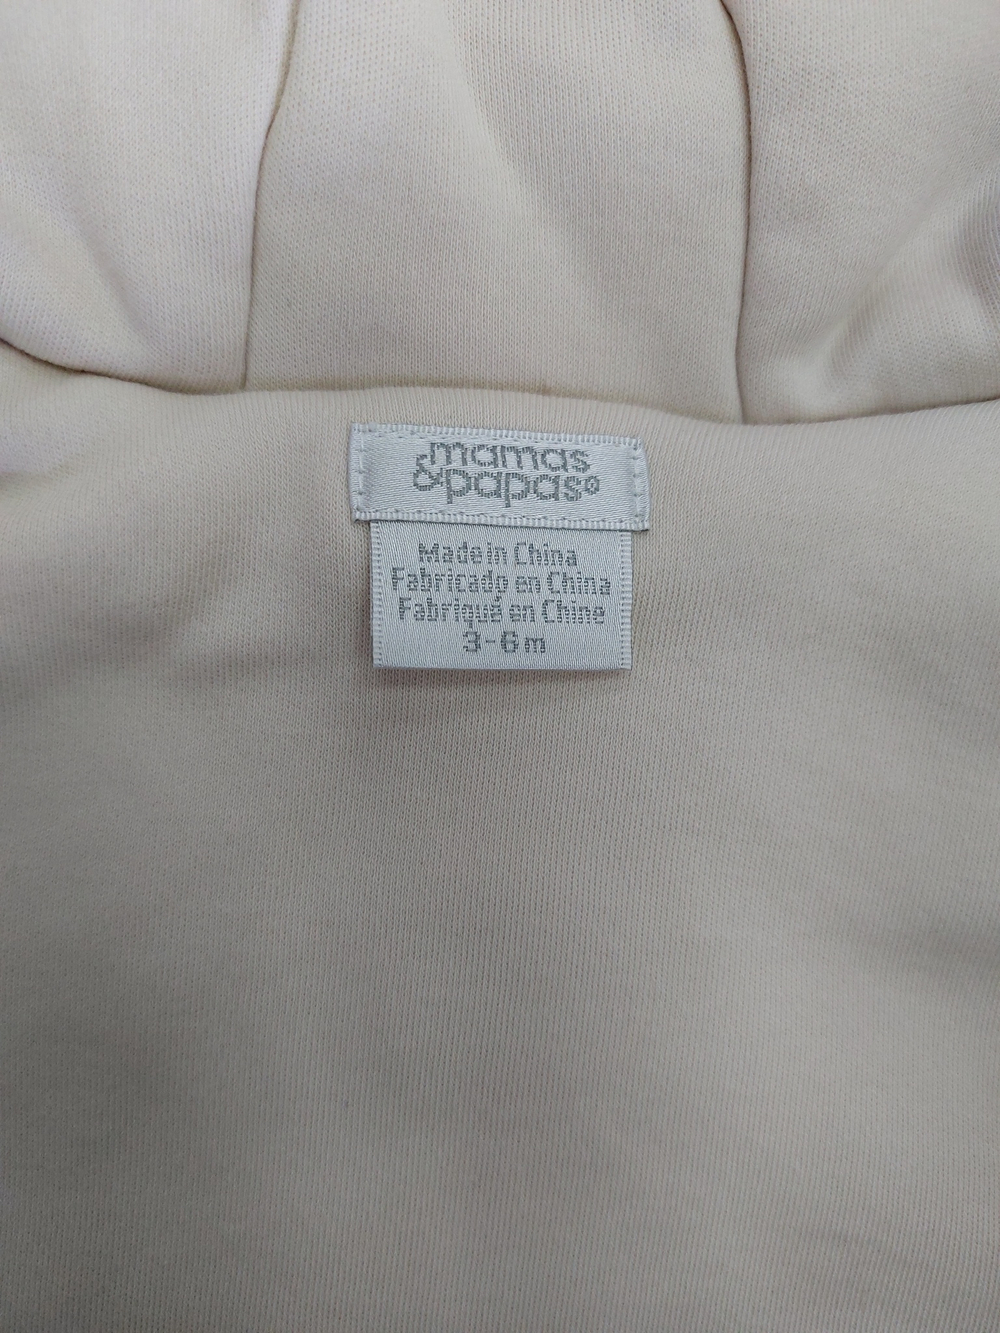 mamas
&papas®
Made in China
Fabricado en China
Fabriqué en Chine
3-6m